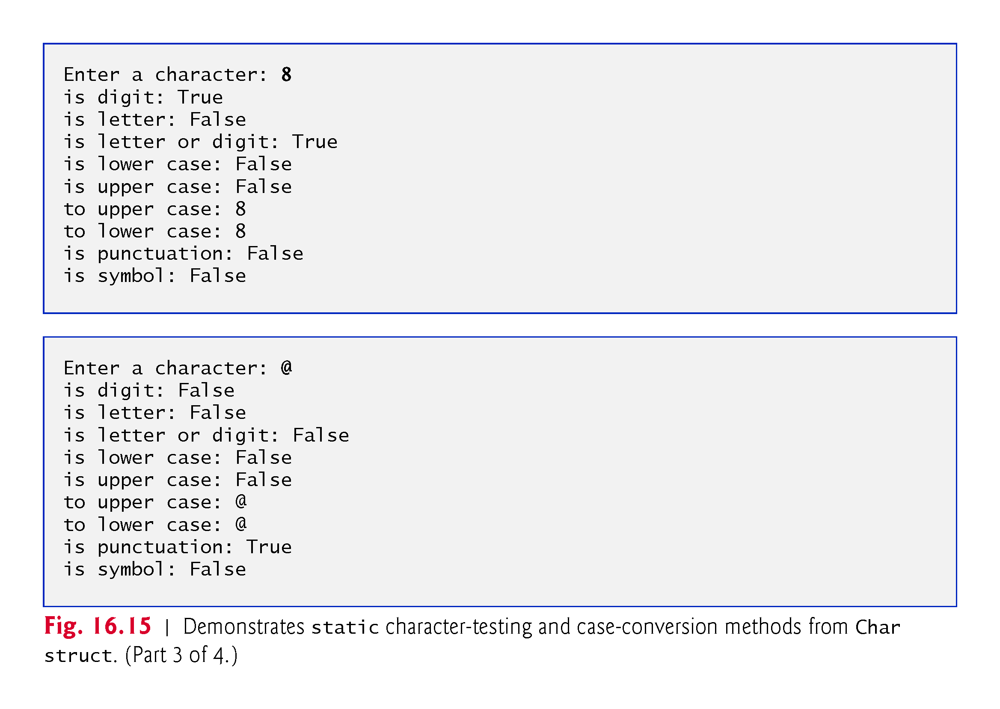 Enter a character: 8
is digit: True
is letter: False
is letter or digit: True
is lower case: False
is upper case: False
to upper case: 8
to lower case: 8
is punctuation: False
is symbol: False
Enter a character: @
is digit: False
is letter: False
is letter or digit: False
is lower case: False
is upper case: False
to upper case: @
to lower case: @
is punctuation: True
is symbol: False
Fig. 16.15 | Demonstrates static character-testing and case-conversion methods from Char
struct. (Part 3 of 4.)